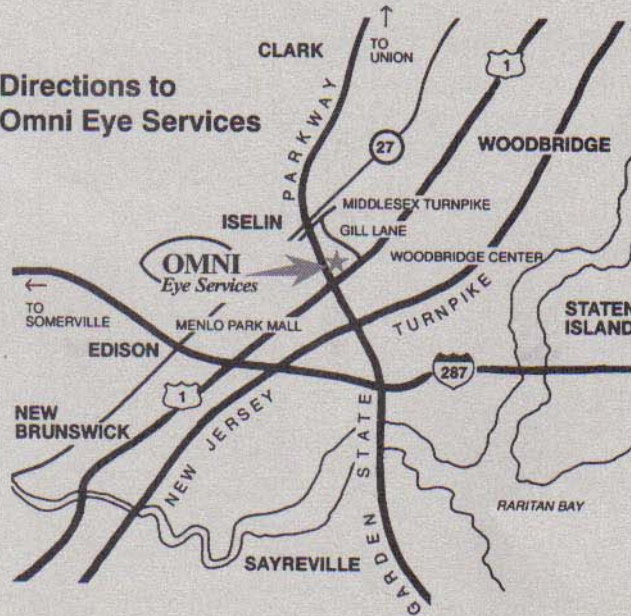 Directions to
Omni Eye Services
CLARK
↑
TO
UNION
1
27
WOODBRIDGE
PARKWAY
MIDDLESEX TURNPIKE
ISELIN
GILL LANE
WOODBRIDGE CENTER
OMNI
Eye Services
←
TO
SOMERVILLE
MENLO PARK MALL
TURNPIKE
STATEN
ISLAND
EDISON
287
1
NEW
BRUNSWICK
NEW JERSEY
STATE
RARITAN BAY
SAYREVILLE
GARDEN